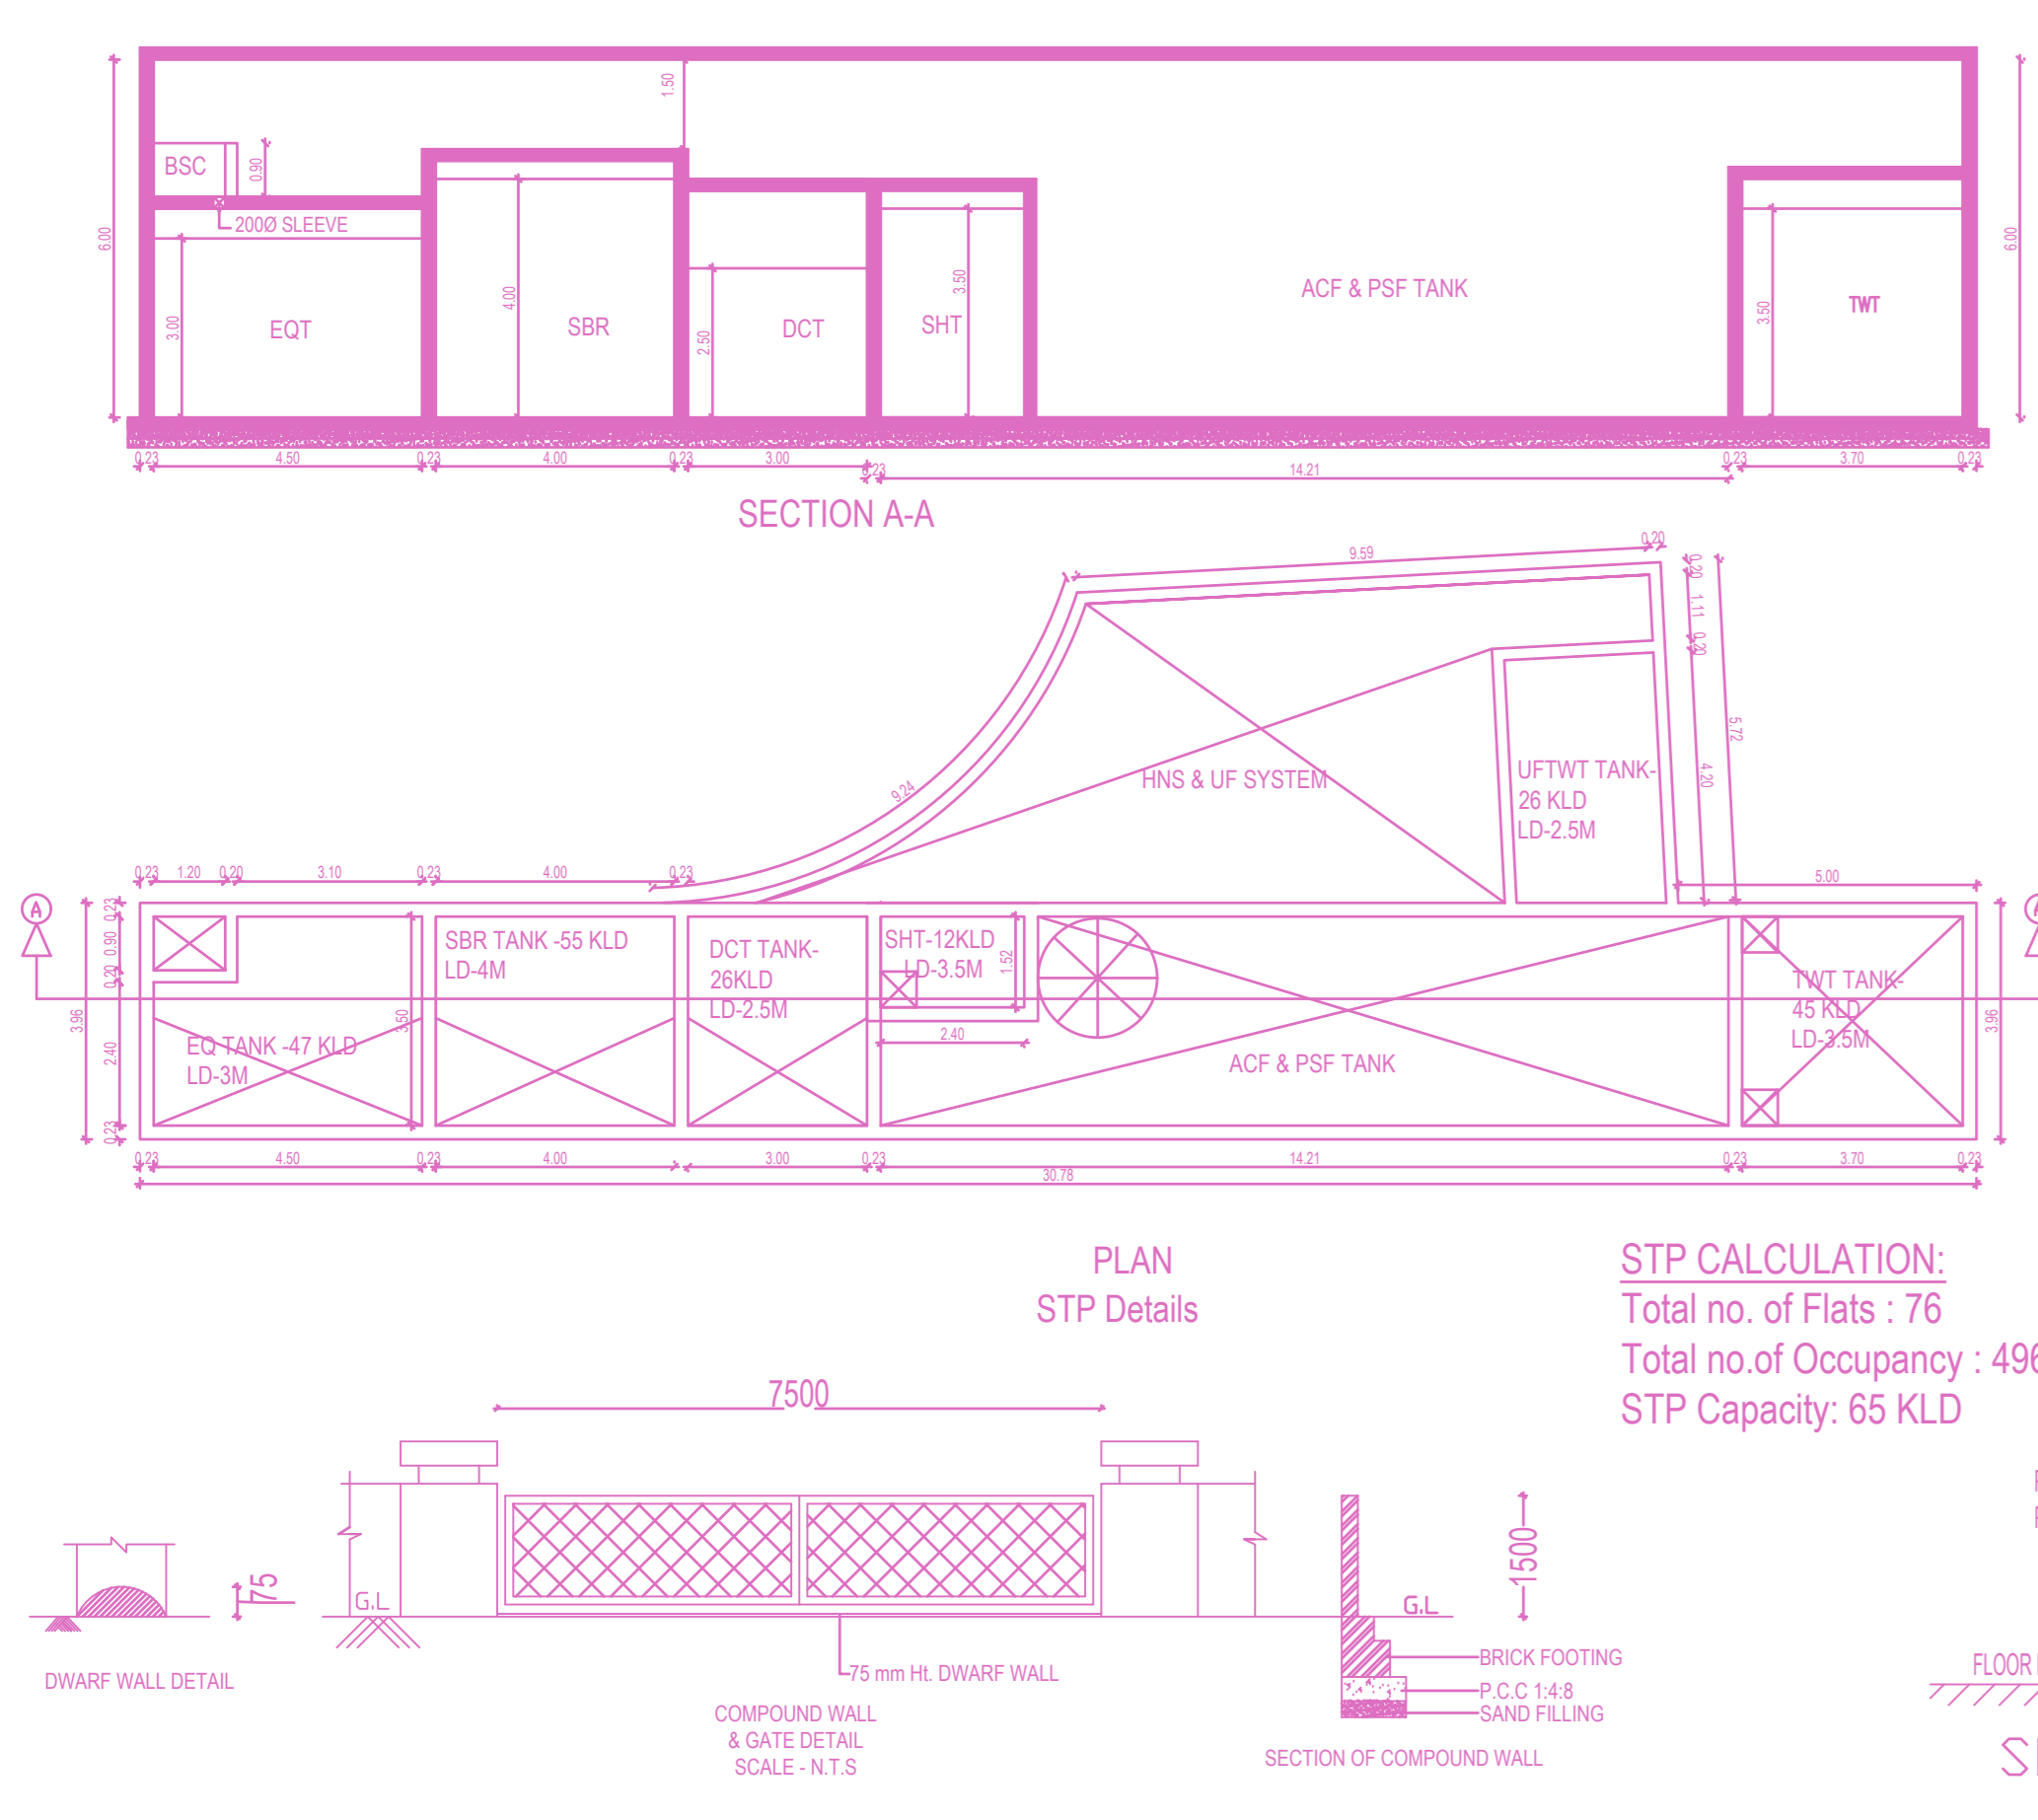 1.50
BSC
0.90
200Ø SLEEVE
6.00
6.00
3.00
EQT
4.00
SBR
2.50
DCT
3.50
SHT
ACF & PSF TANK
3.50
TWT
0.23
4.50
0.23
4.00
0.23
3.00
0.23
14.21
0.23
3.70
0.23
SECTION A-A
9.59
0.20
0.20
1.11
0.20
5.72
4.20
9.24
HNS & UF SYSTEM
UFTWT TANK-
26 KLD
LD-2.5M
0.23
1.20
0.20
3.10
0.23
4.00
0.23
5.00
A
A
0.23
0.90
0.20
2.40
0.23
3.96
3.50
SBR TANK -55 KLD
LD-4M
DCT TANK-
26KLD
LD-2.5M
SHT-12KLD
LD-3.5M
1.52
2.40
EQ TANK -47 KLD
LD-3M
ACF & PSF TANK
TWT TANK-
45 KLD
LD-3.5M
3.96
0.23
4.50
0.23
4.00
3.00
0.23
14.21
0.23
3.70
0.23
30.78
PLAN
STP Details
STP CALCULATION:
Total no. of Flats : 76
Total no.of Occupancy : 496
STP Capacity: 65 KLD
7500
75
G.L
1500
G.L
DWARF WALL DETAIL
75 mm Ht. DWARF WALL
COMPOUND WALL
& GATE DETAIL
SCALE - N.T.S
BRICK FOOTING
P.C.C 1:4:8
SAND FILLING
SECTION OF COMPOUND WALL
FLOOR